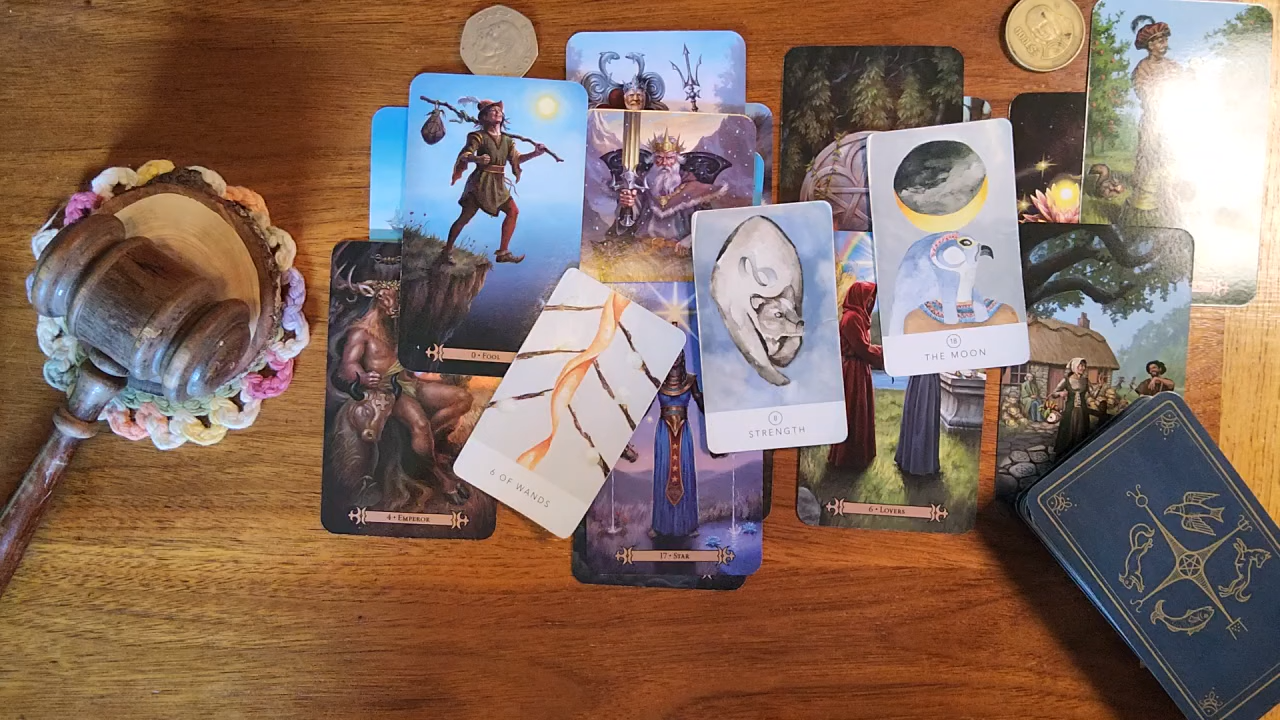 0 • FOOL
6 OF WANDS
8
STRENGTH
18
THE MOON
4 • EMPEROR
17 • STAR
6 • LOVERS